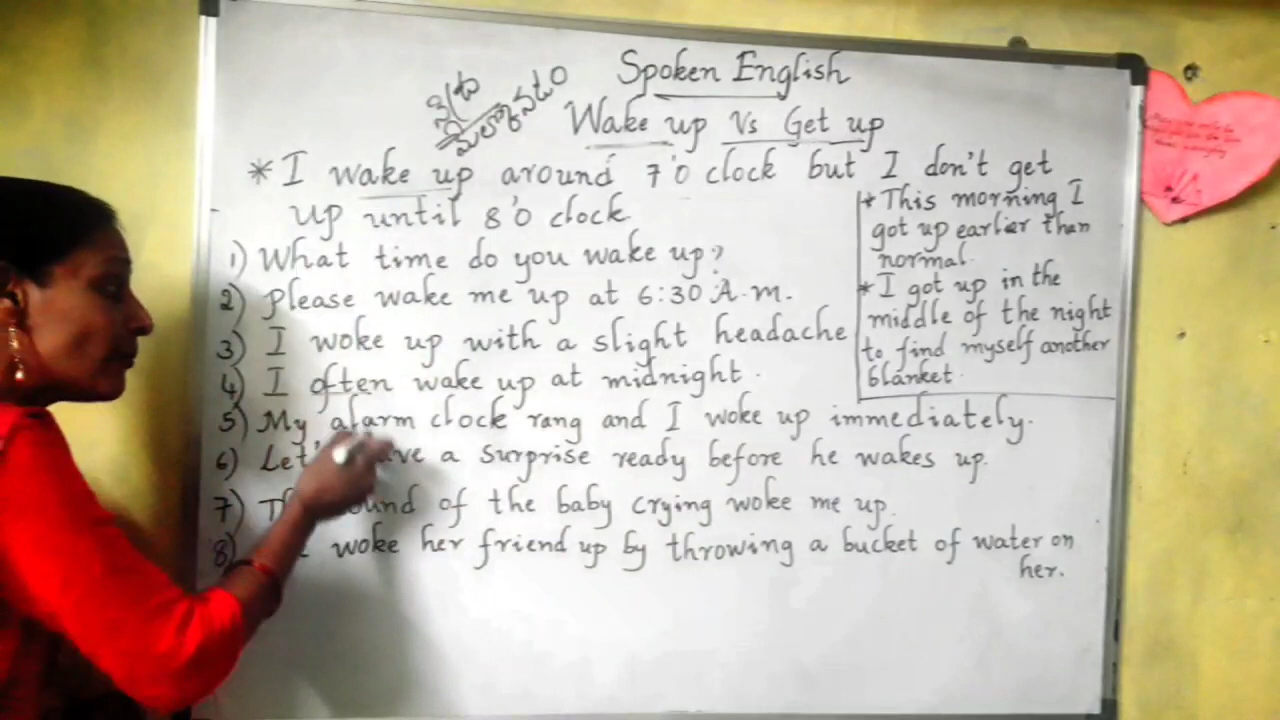 Spoken English
మేల్కొనటం
Wake up Vs Get up
* I wake up around 7'o clock but I don't get
up until 8'o clock
1) What time do you wake up?
2) Please wake me up at 6:30 A.m.
3) I woke up with a slight headache
4) I often wake up at midnight.
5) My alarm clock rang and I woke up immediately.
6) Let's have a surprise ready before he wakes up.
7) sound of the baby crying woke me up.
8) woke her friend up by throwing a bucket of water on
her.
* This morning I
got up earlier than
normal.
* I got up in the
middle of the night
to find myself another
blanket.